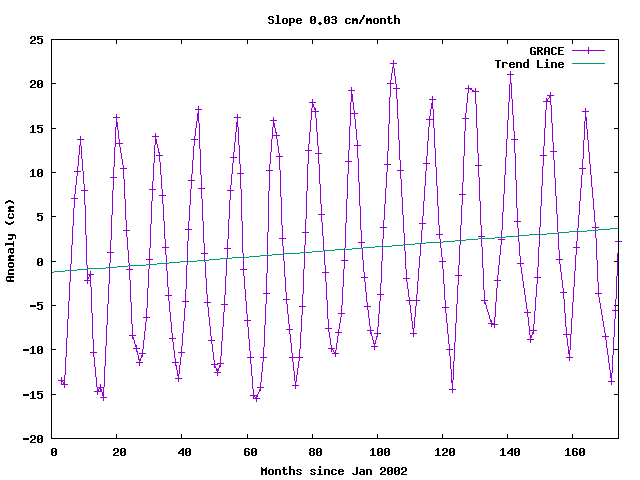 Slope 0.03 cm/month
GRACE
Trend Line
25
20
15
10
5
0
-5
-10
-15
-20
Anomaly (cm)
0 20 40 60 80 100 120 140 160
Months since Jan 2002